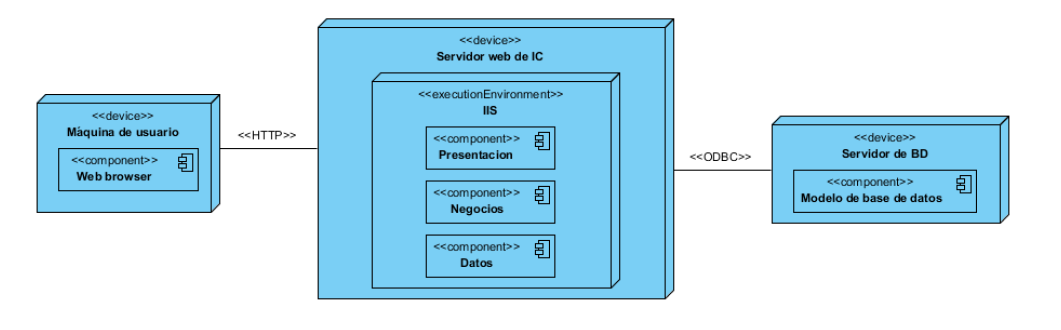 <<device>>
Máquina de usuario
<<component>>
Web browser
<<HTTP>>
<<device>>
Servidor web de IC
<<executionEnvironment>>
IIS
<<component>>
Presentacion
<<component>>
Negocios
<<component>>
Datos
<<ODBC>>
<<device>>
Servidor de BD
<<component>>
Modelo de base de datos